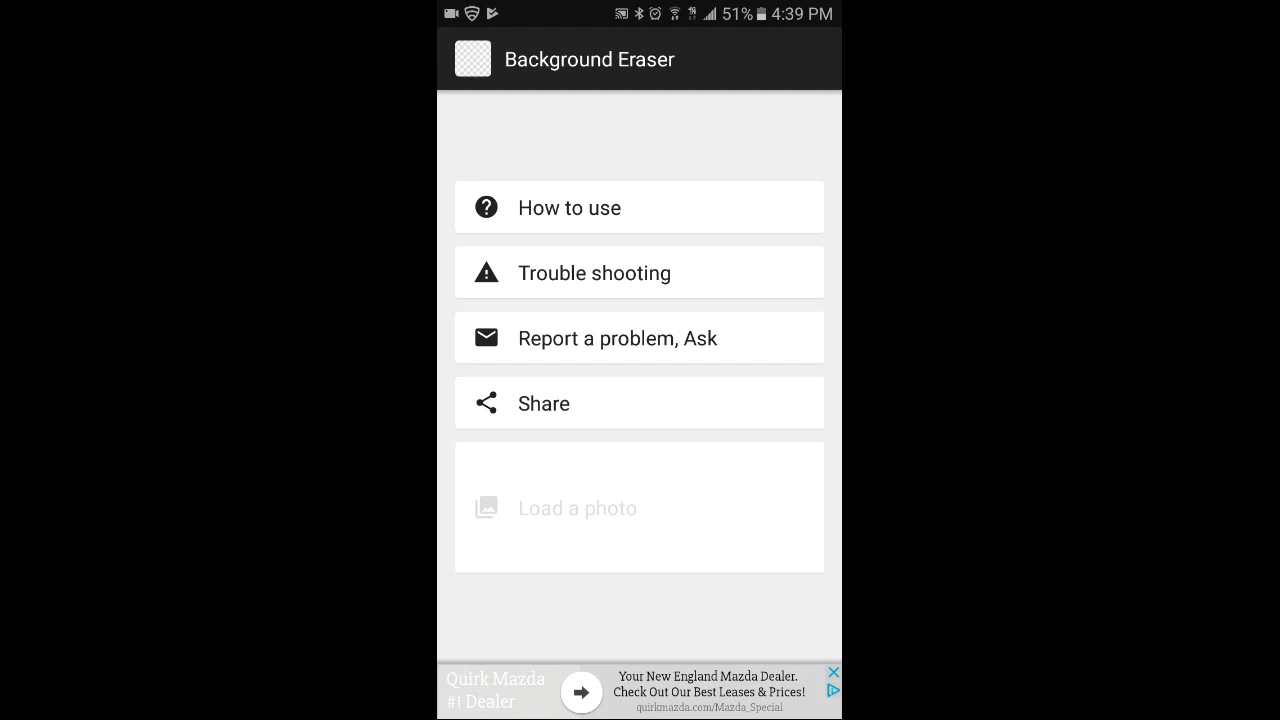 51% 4:39 PM
Background Eraser
How to use
Trouble shooting
Report a problem, Ask
Share
Load a photo
Quirk Mazda
#1 Dealer
Your New England Mazda Dealer.
Check Out Our Best Leases & Prices!
quirkmazda.com/Mazda_Special